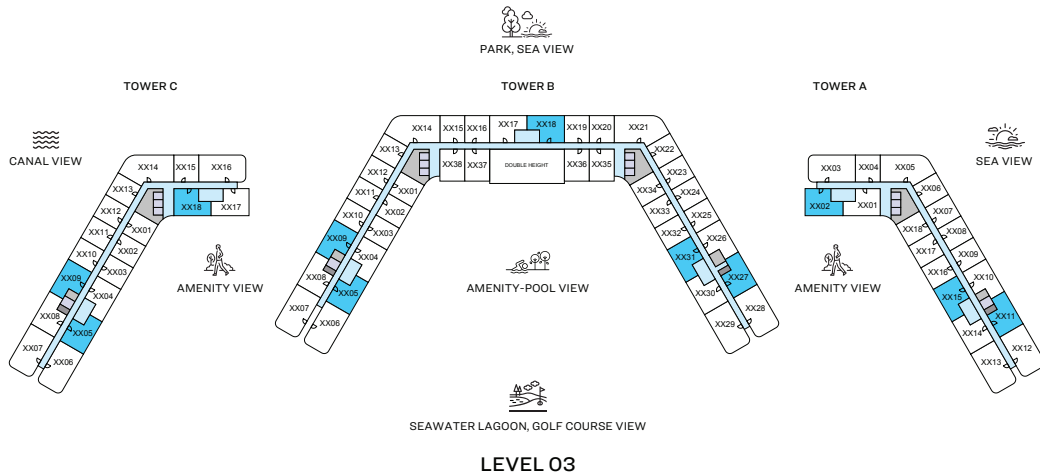 PARK, SEA VIEW
TOWER C
TOWER B
TOWER A
CANAL VIEW
SEA VIEW
XX14
XX15
XX16
XX13
XX12
XX11
XX10
XX09
XX08
XX07
XX06
XX05
XX04
XX03
XX02
XX01
XX18
XX17
AMENITY VIEW
XX14
XX15
XX16
XX17
XX18
XX19
XX20
XX21
XX13
XX12
XX11
XX10
XX09
XX08
XX07
XX06
XX05
XX04
XX03
XX02
XX01
XX38
XX37
DOUBLE HEIGHT
XX36
XX35
XX34
XX33
XX32
XX31
XX30
XX29
XX22
XX23
XX24
XX25
XX26
XX27
XX28
AMENITY-POOL VIEW
XX03
XX04
XX05
XX02
XX01
XX06
XX07
XX08
XX09
XX10
XX11
XX12
XX18
XX17
XX16
XX15
XX14
XX13
AMENITY VIEW
SEAWATER LAGOON, GOLF COURSE VIEW
LEVEL 03